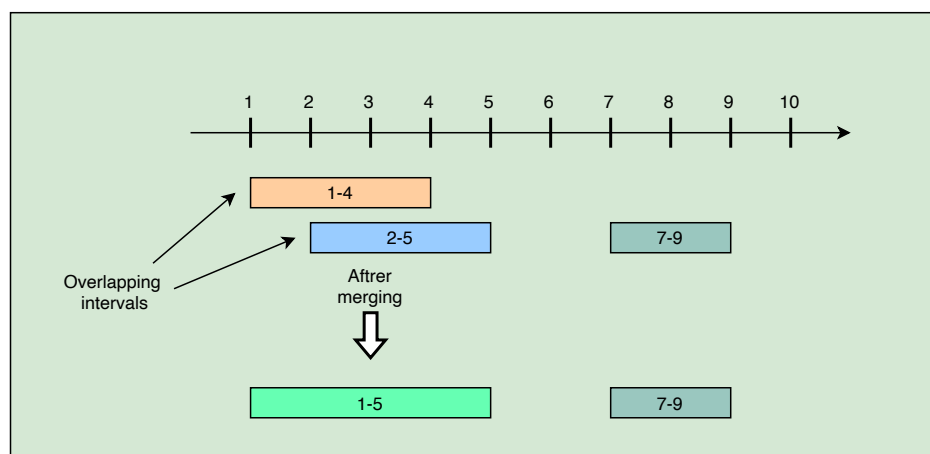 1 2 3 4 5 6 7 8 9 10
1-4
2-5 7-9
Overlapping
intervals
Aftrer
merging
1-5 7-9